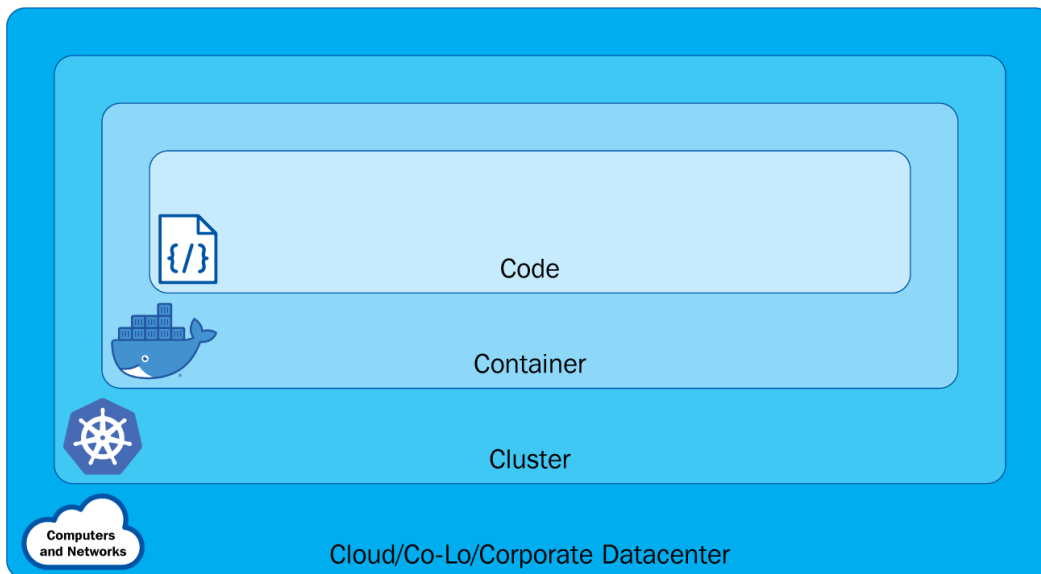 {/}
Code
Container
Cluster
Computers
and Networks
Cloud/Co-Lo/Corporate Datacenter